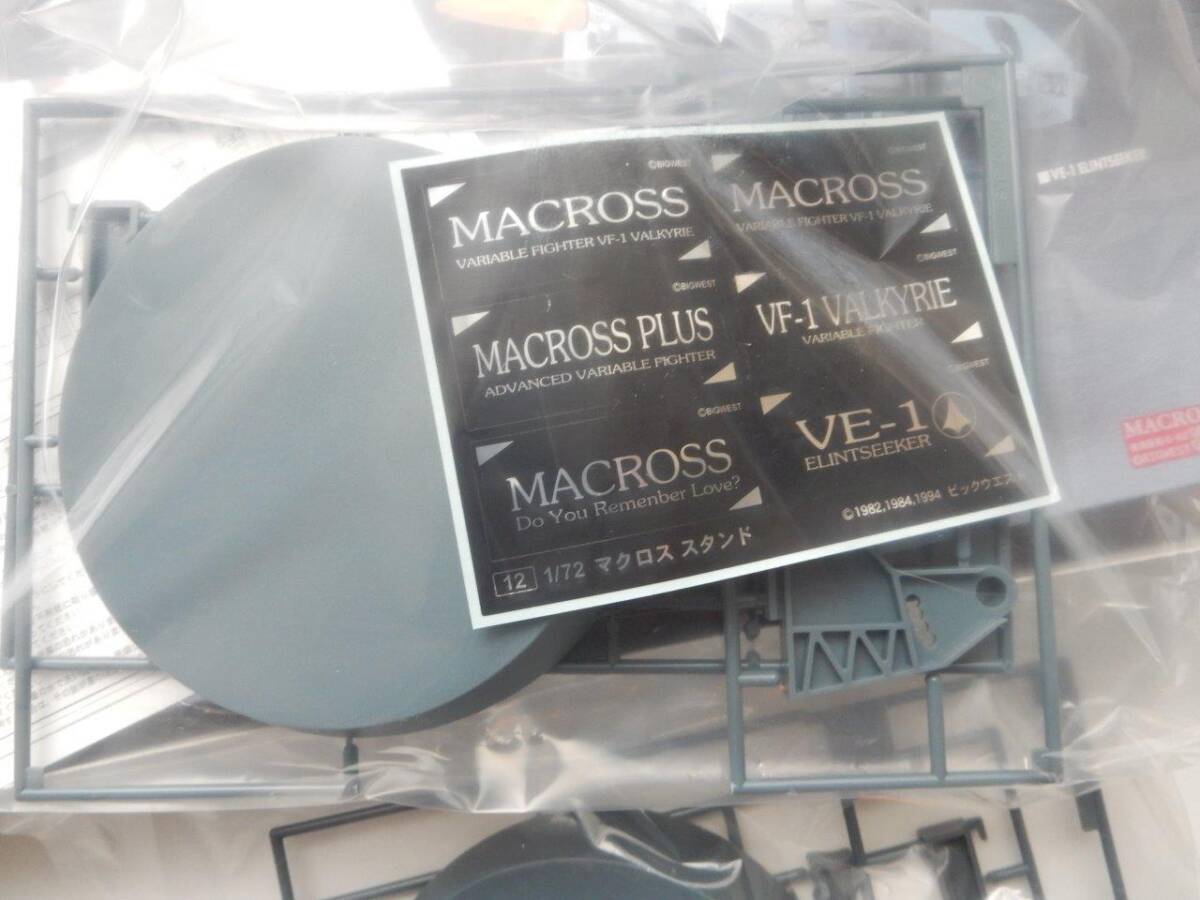 ©BIGWEST
MACROSS
VARIABLE FIGHTER VF-1 VALKYRIE
©BIGWEST
MACROSS
VARIABLE FIGHTER VF-1 VALKYRIE
©BIGWEST
MACROSS PLUS
ADVANCED VARIABLE FIGHTER
©BIGWEST
VF-1 VALKYRIE
VARIABLE FIGHTER
©BIGWEST
MACROSS
Do You Remenber Love?
©BIGWEST
VE-1
ELINTSEEKER
©1982,1984,1994 ビックウエス
12 1/72 マクロス スタンド
■VE-1 ELINTSEEKER
MACRO